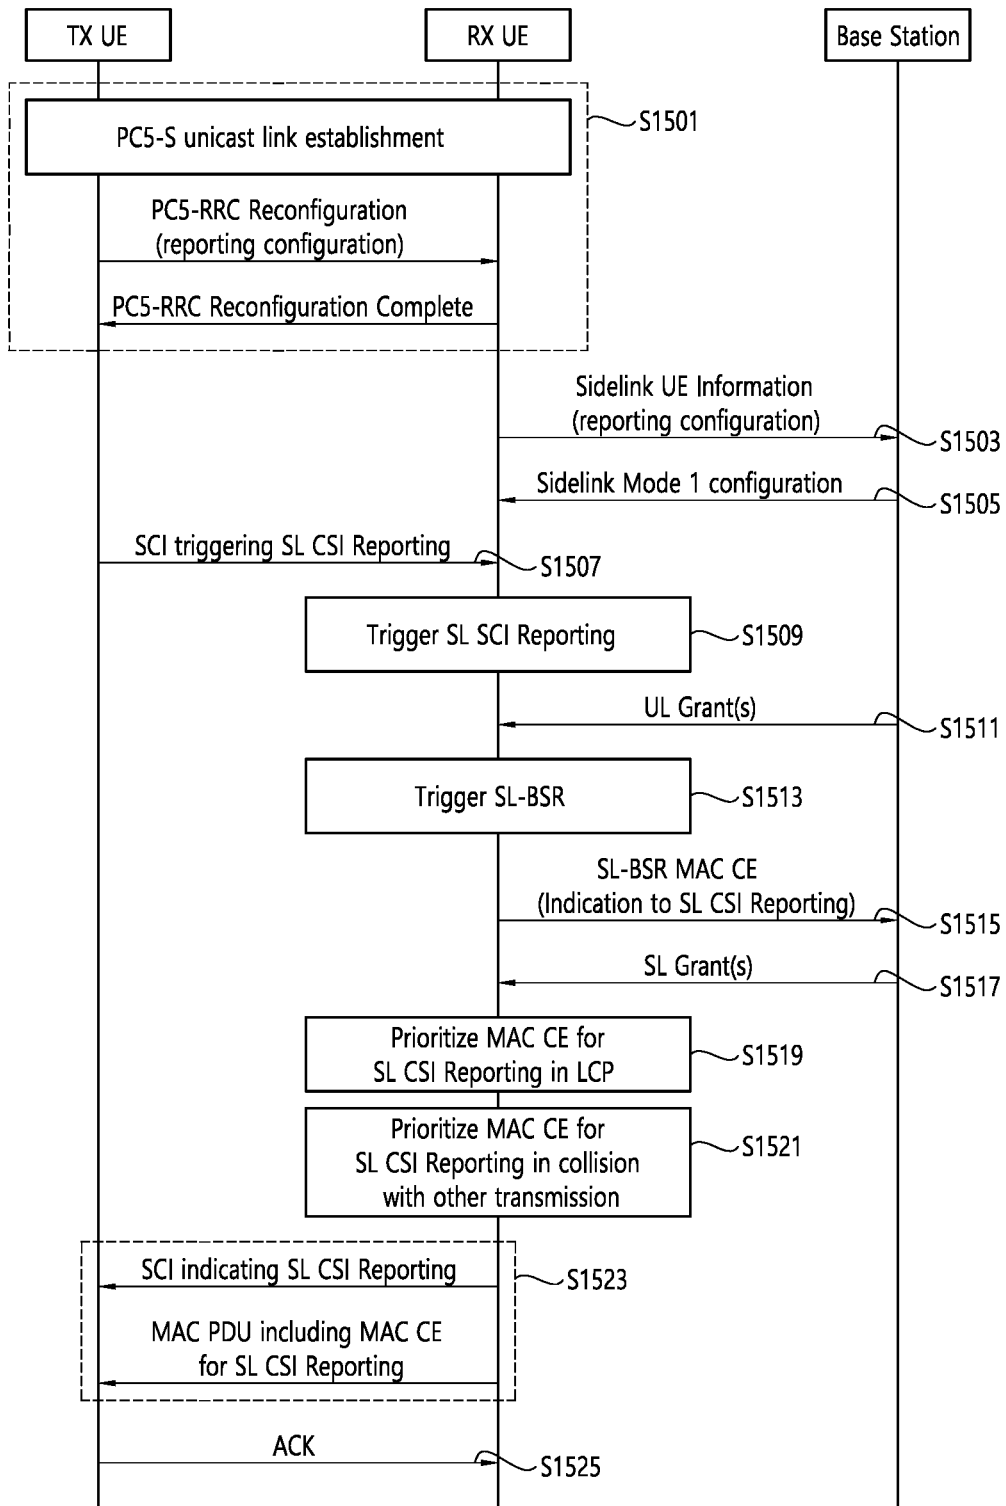 TX UE
RX UE
Base Station
PC5-S unicast link establishment
S1501
PC5-RRC Reconfiguration
(reporting configuration)
PC5-RRC Reconfiguration Complete
Sidelink UE Information
(reporting configuration)
S1503
Sidelink Mode 1 configuration
S1505
SCI triggering SL CSI Reporting
S1507
Trigger SL SCI Reporting
S1509
UL Grant(s)
S1511
Trigger SL-BSR
S1513
SL-BSR MAC CE
(Indication to SL CSI Reporting)
S1515
SL Grant(s)
S1517
Prioritize MAC CE for
SL CSI Reporting in LCP
S1519
Prioritize MAC CE for
SL CSI Reporting in collision
with other transmission
S1521
SCI indicating SL CSI Reporting
S1523
MAC PDU including MAC CE
for SL CSI Reporting
ACK
S1525